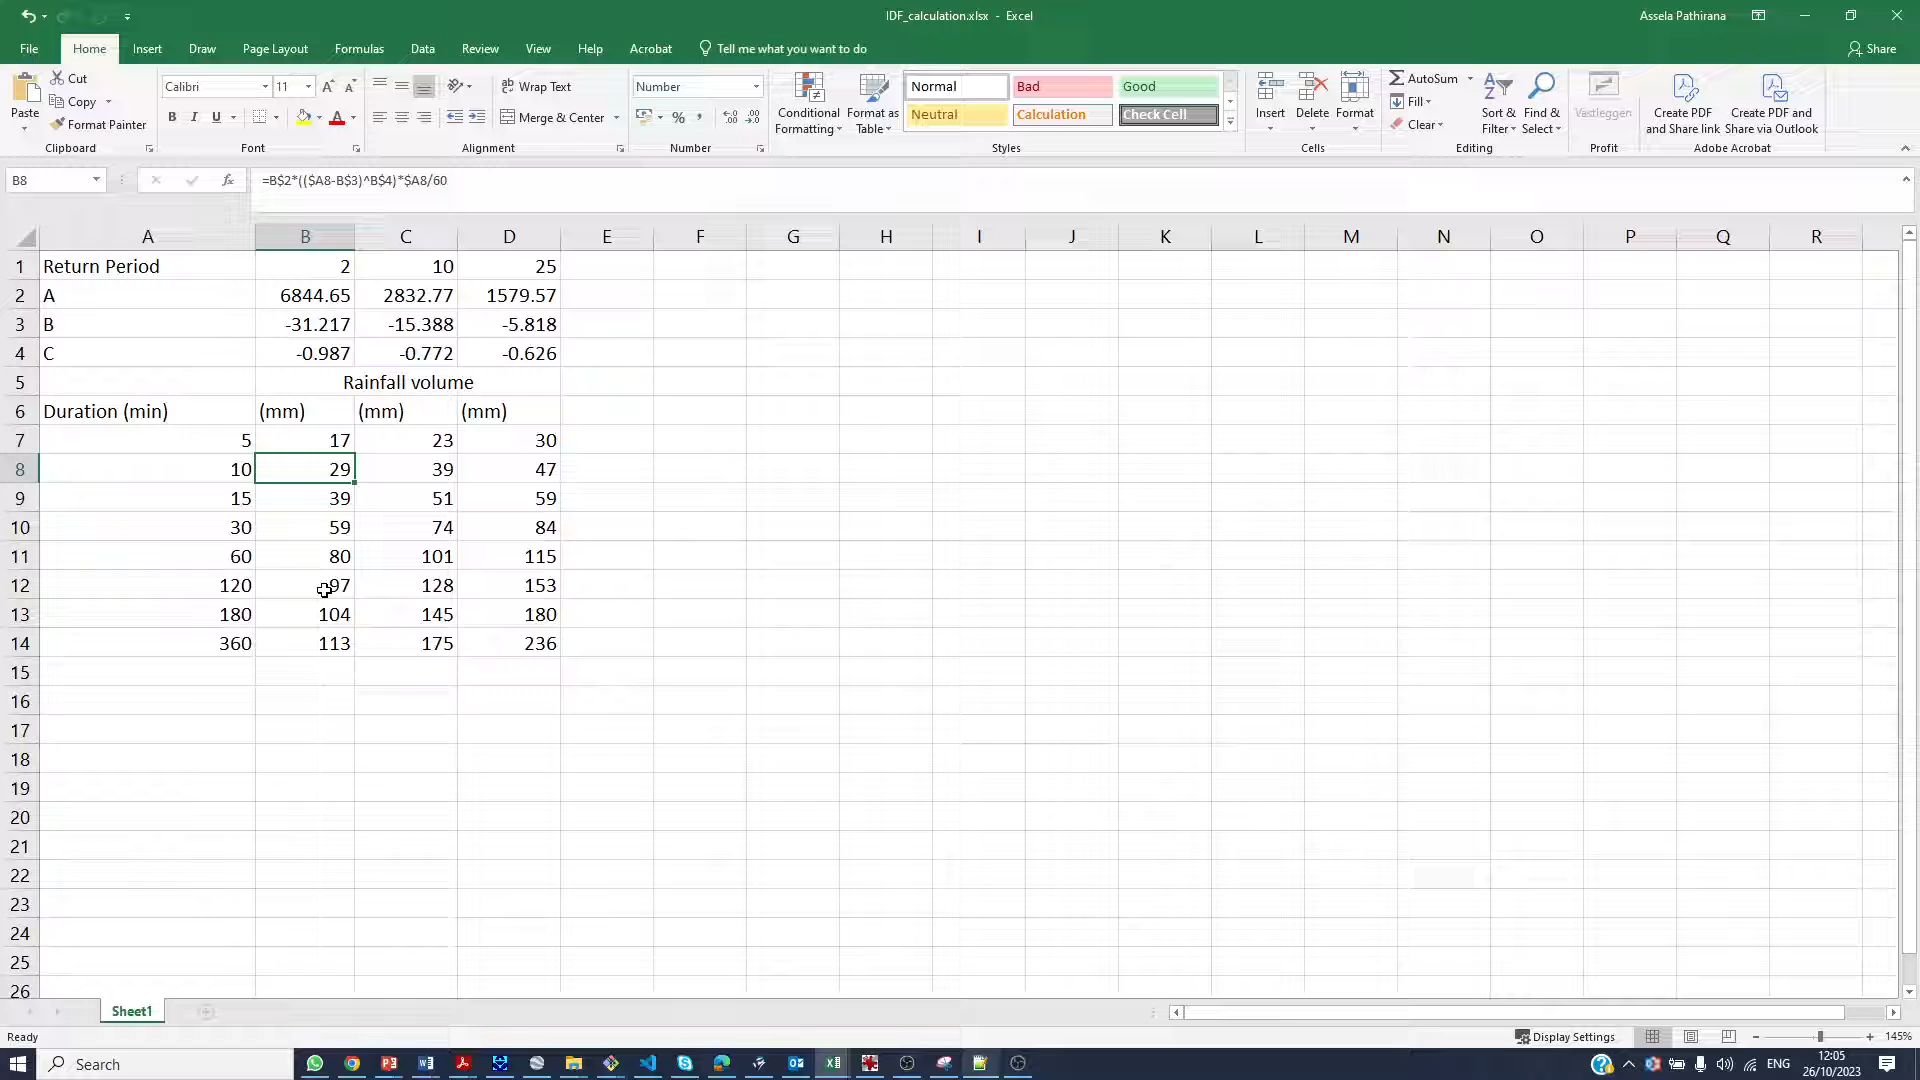 IDF_calculation.xlsx - Excel
Assela Pathirana
File Home Insert Draw Page Layout Formulas Data Review View Help Acrobat Tell me what you want to do Share
Paste
Cut
Copy
Format Painter
Clipboard
Calibri 11
B I U
Font
Wrap Text
Merge & Center
Alignment
Number
Number
Conditional Formatting
Format as Table
Normal Bad Good
Neutral Calculation Check Cell
Styles
Insert Delete Format
Cells
AutoSum
Fill
Clear
Sort & Filter
Find & Select
Editing
Vastleggen
Profit
Create PDF and Share link
Create PDF and Share via Outlook
Adobe Acrobat
B8 fx =B$2*(($A8-B$3)^B$4)*$A8/60
A B C D E F G H I J K L M N O P Q R
1 Return Period 2 10 25
2 A 6844.65 2832.77 1579.57
3 B -31.217 -15.388 -5.818
4 C -0.987 -0.772 -0.626
5 Rainfall volume
6 Duration (min) (mm) (mm) (mm)
7 5 17 23 30
8 10 29 39 47
9 15 39 51 59
10 30 59 74 84
11 60 80 101 115
12 120 97 128 153
13 180 104 145 180
14 360 113 175 236
15
16
17
18
19
20
21
22
23
24
25
26
Sheet1
Ready Display Settings 145%
Search ENG 12:05
26/10/2023